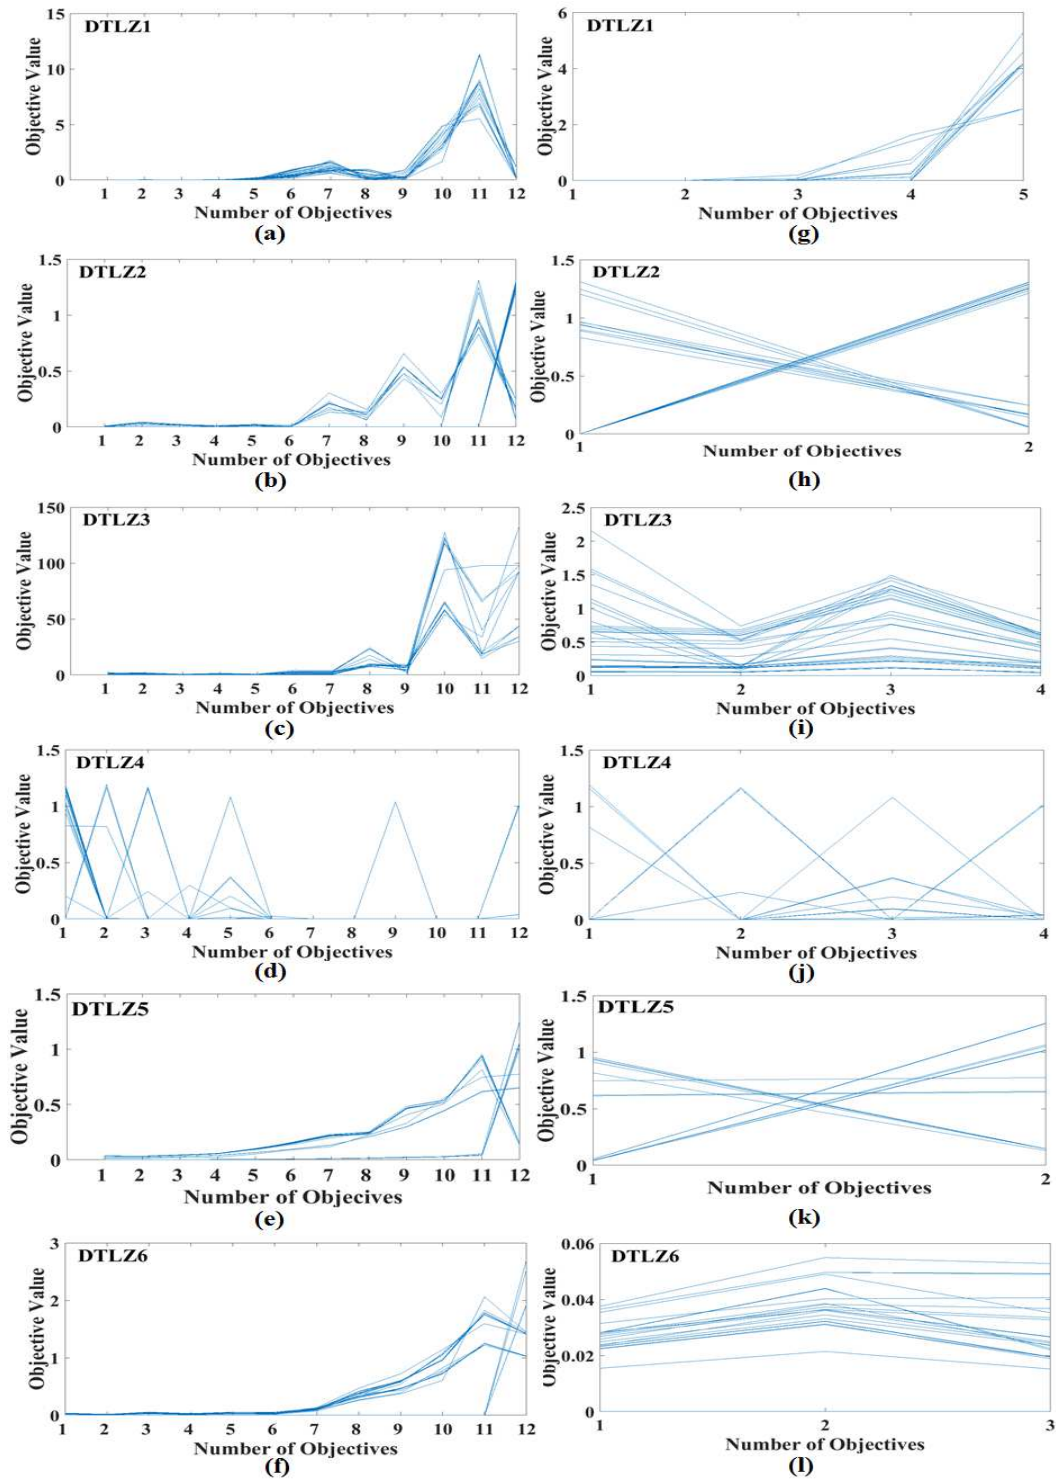 DTLZ1
15
10
5
0
Objective Value
1 2 3 4 5 6 7 8 9 10 11 12
Number of Objectives
(a)
DTLZ1
6
4
2
0
Objective Value
1 2 3 4 5
Number of Objectives
(g)
DTLZ2
1.5
1
0.5
0
Objective Value
1 2 3 4 5 6 7 8 9 10 11 12
Number of Objectives
(b)
DTLZ2
1.5
1
0.5
0
Objective Value
1 2
Number of Objectives
(h)
DTLZ3
150
100
50
0
Objective Value
1 2 3 4 5 6 7 8 9 10 11 12
Number of Objectives
(c)
DTLZ3
2.5
2
1.5
1
0.5
0
Objective Value
1 2 3 4
Number of Objectives
(i)
DTLZ4
1.5
1
0.5
0
Objective Value
1 2 3 4 5 6 7 8 9 10 11 12
Number of Objectives
(d)
DTLZ4
1.5
1
0.5
0
Objective Value
1 2 3 4
Number of Objectives
(j)
DTLZ5
1.5
1
0.5
0
Objective Value
1 2 3 4 5 6 7 8 9 10 11 12
Number of Objecives
(e)
DTLZ5
1.5
1
0.5
0
Objective Value
1 2
Number of Objectives
(k)
DTLZ6
3
2
1
0
Objective Value
1 2 3 4 5 6 7 8 9 10 11 12
Number of Objectives
(f)
DTLZ6
0.06
0.04
0.02
0
Objective Value
1 2 3
Number of Objectives
(l)